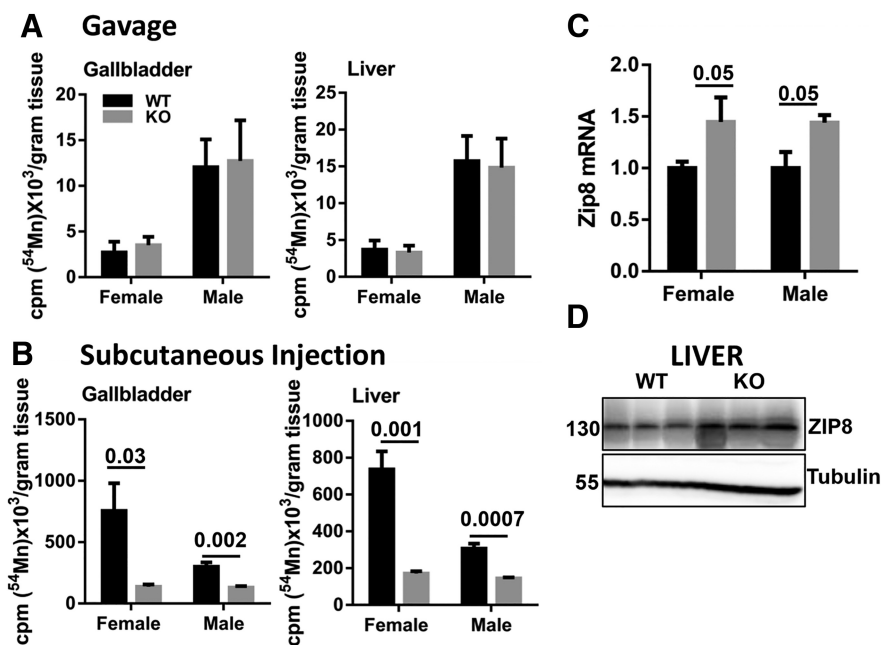 A Gavage
Gallbladder
WT
KO
cpm (⁵⁴Mn)X10³/gram tissue
20
15
10
5
0
Female Male
Liver
cpm (⁵⁴Mn)X10³/gram tissue
25
20
15
10
5
0
Female Male
B Subcutaneous Injection
Gallbladder
cpm (⁵⁴Mn)x10³/gram tissue
1500
1000
500
0
0.03
0.002
Female Male
Liver
cpm (⁵⁴Mn)x10³/gram tissue
1000
800
600
400
200
0
0.001
0.0007
Female Male
C
Zip8 mRNA
2.0
1.5
1.0
0.5
0.0
0.05
0.05
Female Male
D
LIVER
WT KO
130 ZIP8
55 Tubulin